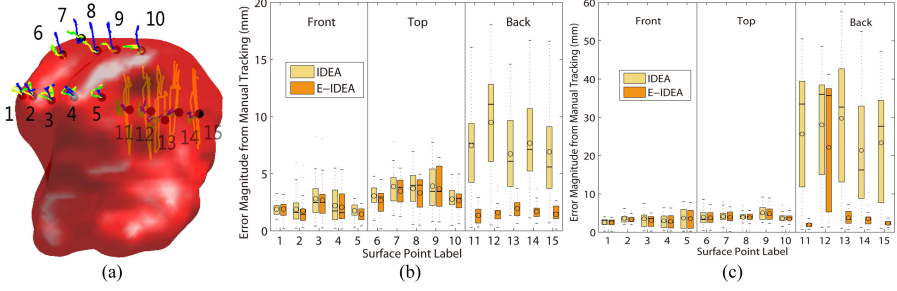 (a)
6 7 8 9 10
1 2 3 4 5
11 12 13 14 15
Error Magnitude from Manual Tracking (mm)
20
15
10
5
0
Front Top Back
IDEA
E-IDEA
1 2 3 4 5 6 7 8 9 10 11 12 13 14 15
Surface Point Label
(b)
Error Magnitude from Manual Tracking (mm)
60
50
40
30
20
10
0
Front Top Back
IDEA
E-IDEA
1 2 3 4 5 6 7 8 9 10 11 12 13 14 15
Surface Point Label
(c)